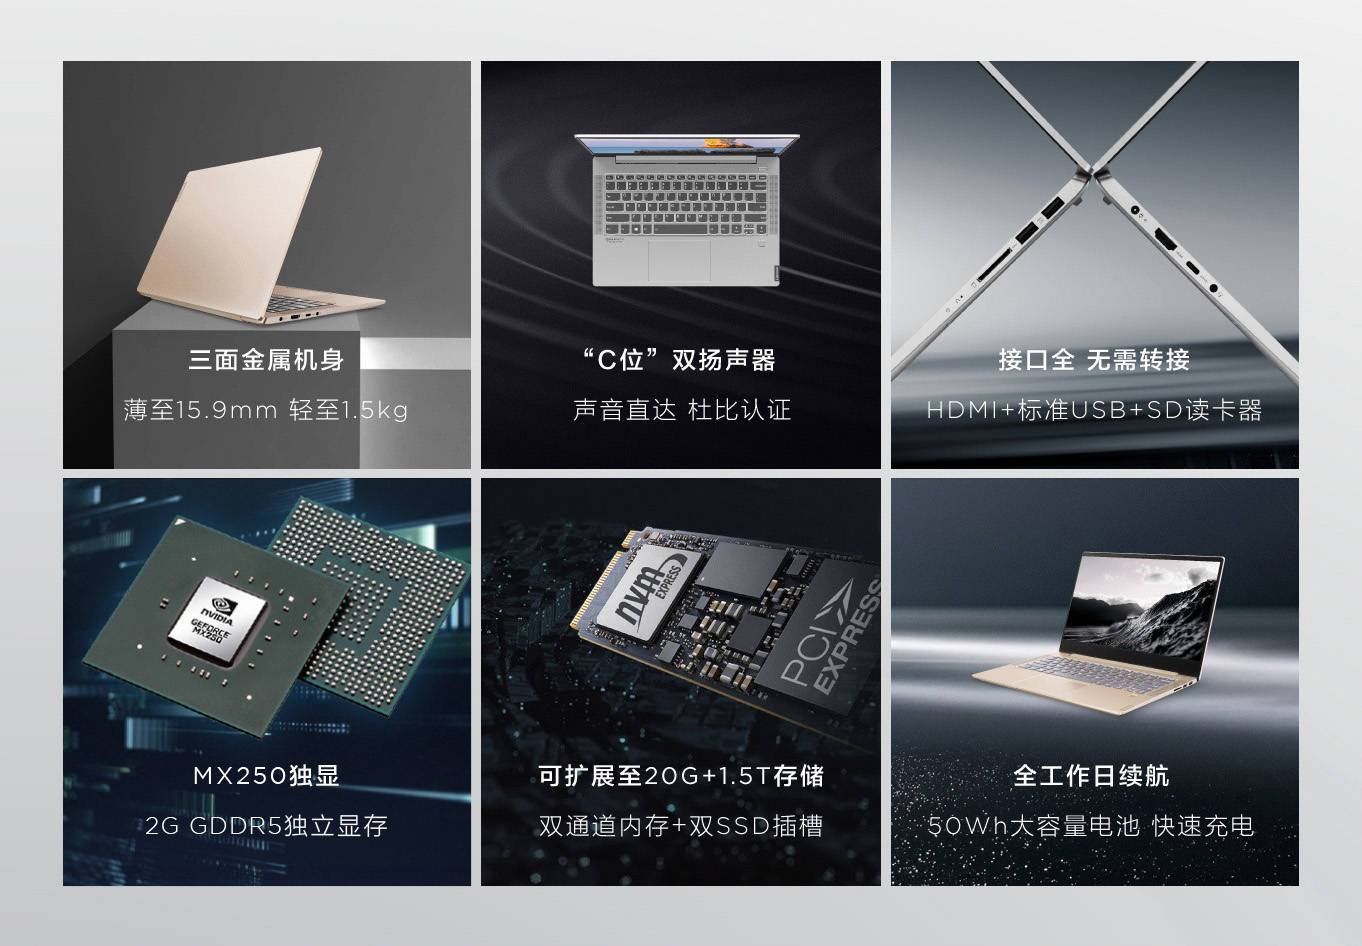 三面金属机身
薄至15.9mm 轻至1.5kg
“C位”双扬声器
声音直达 杜比认证
接口全 无需转接
HDMI+标准USB+SD读卡器
NVIDIA
GEFORCE
MX250
MX250独显
2G GDDR5独立显存
nvm
EXPRESS
PCI
EXPRESS
可扩展至20G+1.5T存储
双通道内存+双SSD插槽
全工作日续航
50Wh大容量电池 快速充电